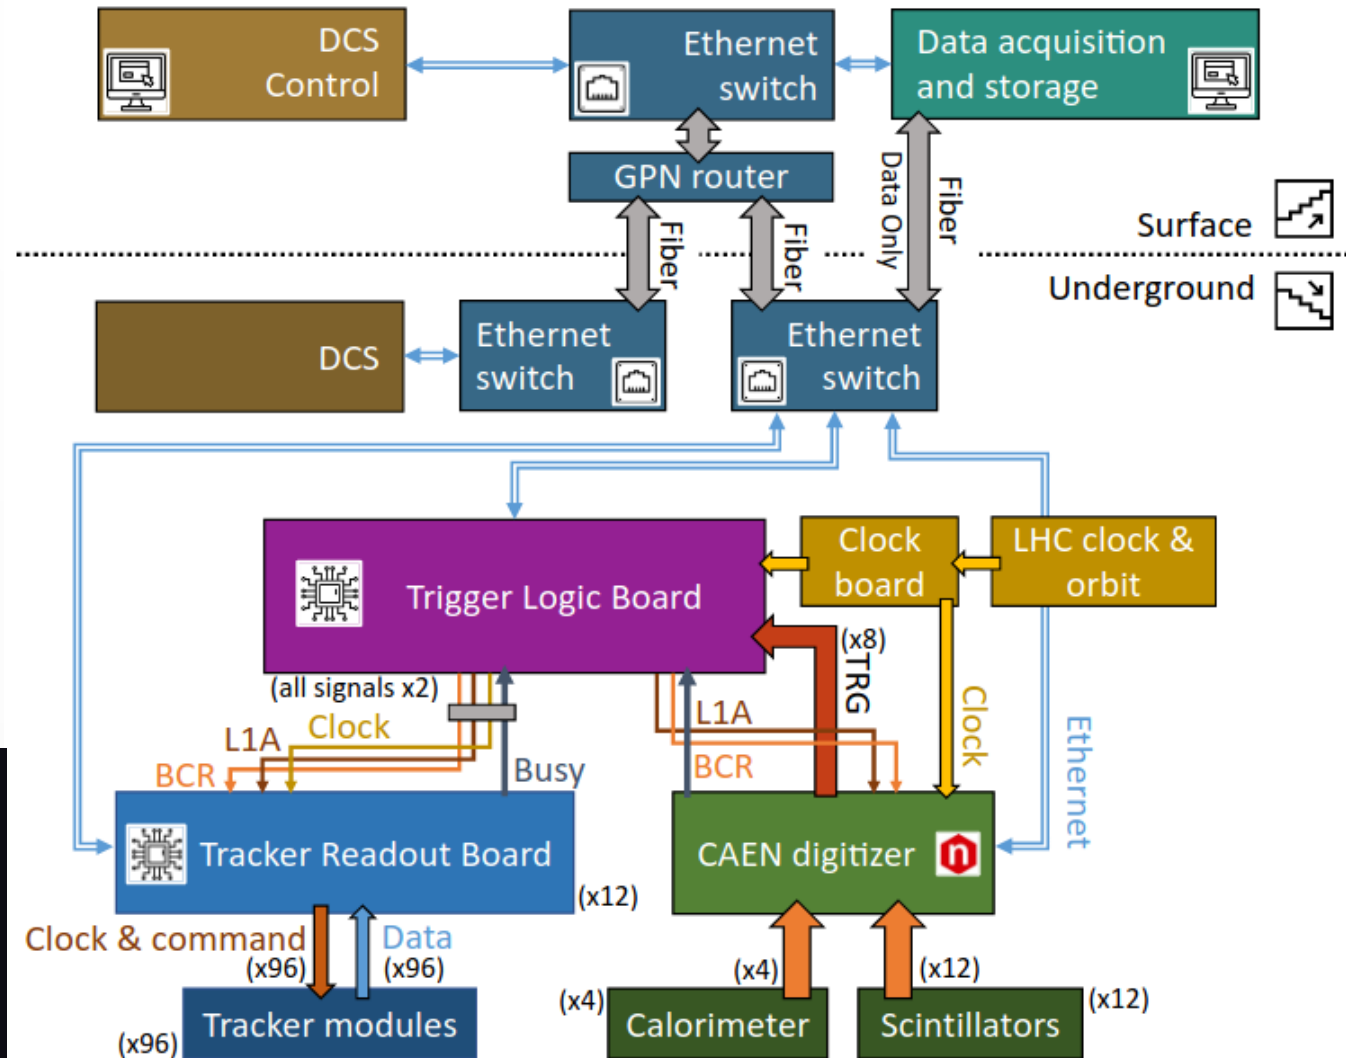 DCS
Control
Ethernet
switch
Data acquisition
and storage
GPN router
Fiber
Fiber
Data Only
Fiber
Surface
Underground
DCS
Ethernet
switch
Ethernet
switch
Trigger Logic Board
Clock
board
LHC clock &
orbit
(x8)
TRG
(all signals x2)
Clock
L1A
BCR
Busy
L1A
BCR
Clock
Ethernet
Tracker Readout Board
(x12)
CAEN digitizer
n
Clock & command
(x96)
Data
(x96)
(x4)
(x12)
Tracker modules
(x96)
(x4)
Calorimeter
Scintillators
(x12)